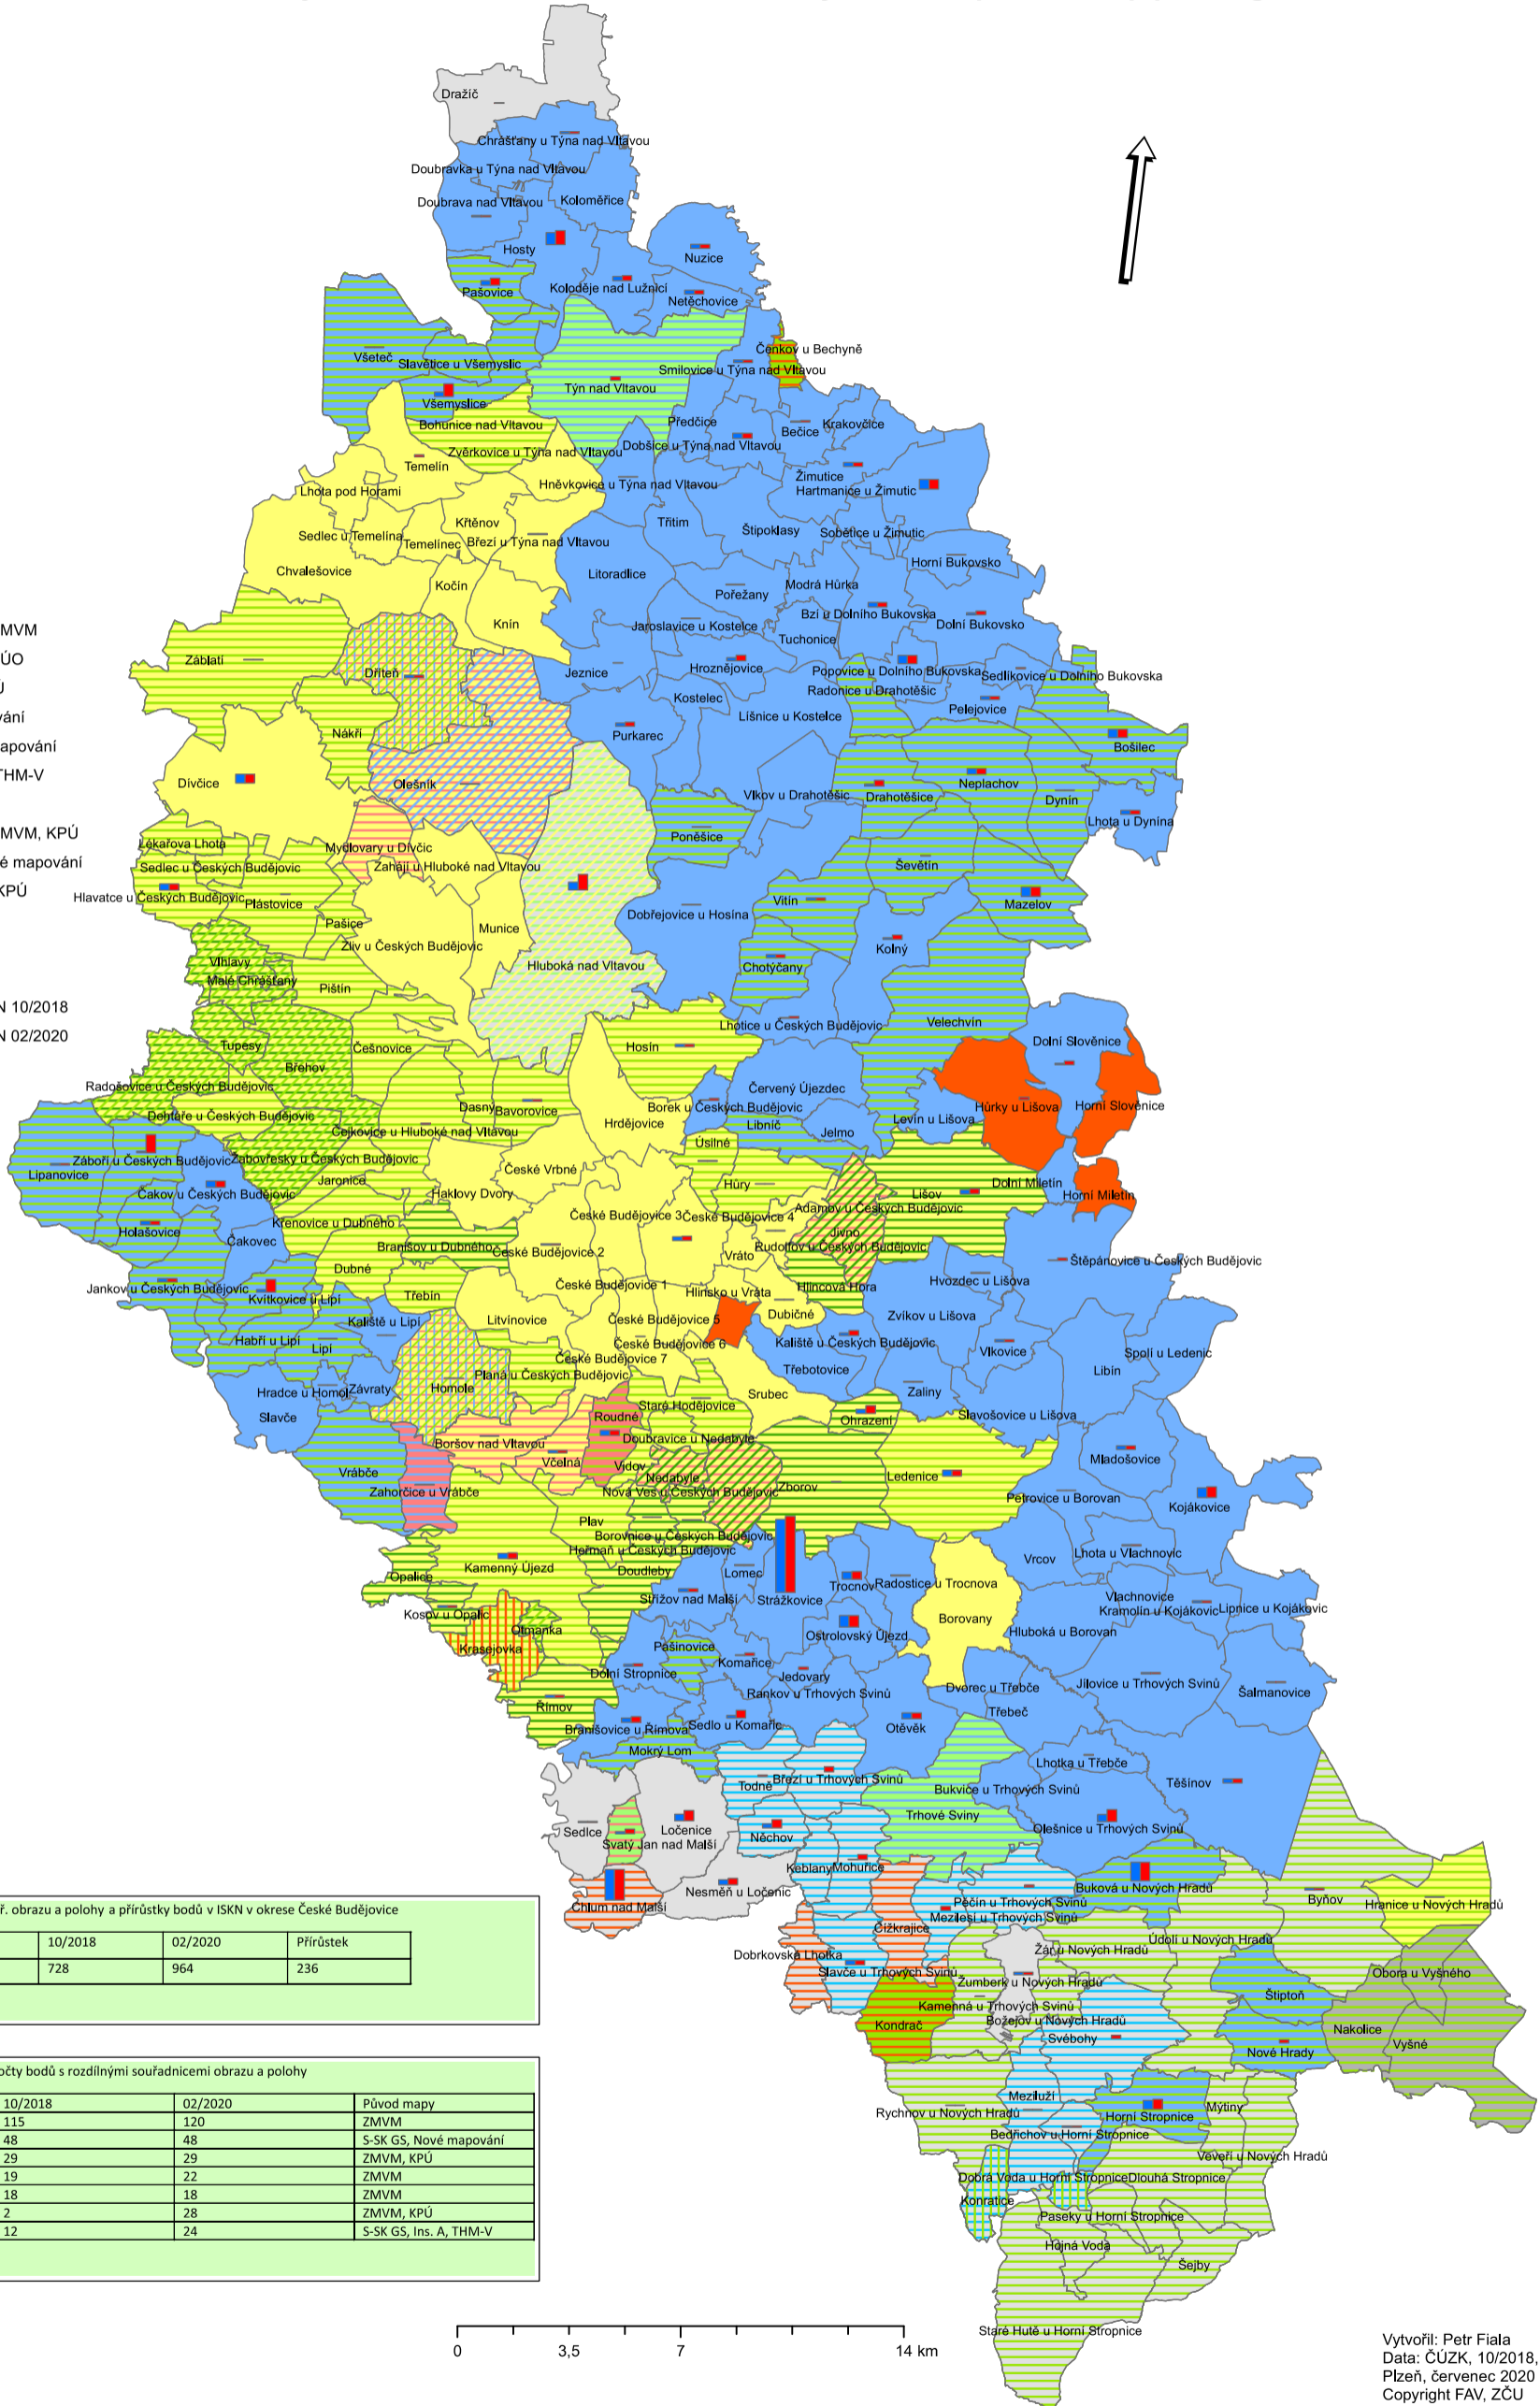 Dražíč
Chrášťany u Týna nad Vltavou
Doubravka u Týna nad Vltavou
Doubrava nad Vltavou
Koloměřice
Hosty
Nuzice
Pašovice
Koloděje nad Lužnicí
Netěchovice
Čenkov u Bechyně
Všeteč
Slavětice u Všemyslic
Smilovice u Týna nad Vltavou
Týn nad Vltavou
Všemyslice
Bohunice nad Vltavou
Předčice
Bečice
Krakovčice
Zvěrkovice u Týna nad Vltavou
Dobšice u Týna nad Vltavou
Temelín
Žimutice
Lhota pod Horami
Hněvkovice u Týna nad Vltavou
Hartmanice u Žimutic
Křtěnov
Třitim
Štipoklasy
Soběticе u Žimutic
Sedlec u Temelína
Temelínec
Březí u Týna nad Vltavou
Horní Bukovsko
Chvalešovice
Litoradlice
Kočín
Pořežany
Modrá Hůrka
Knín
Jaroslavice u Kostelce
Bzí u Dolního Bukovska
Dolní Bukovsko
MVM
Tuchonice
ÚO
Záblatí
Dříteň
Jeznice
Hroznějovice
Popovice u Dolního Bukovska
Sedlíkovice u Dolního Bukovska
Ú
Kostelec
Radonice u Drahotěšic
Pelejovice
vání
Nákří
Purkarec
Líšnice u Kostelce
Bošilec
apování
THM-V
Dívčice
Olešník
Vlkov u Drahotěšic
Drahotěšice
Neplachov
Dynín
Lhota u Dynína
MVM, KPÚ
Lékařova Lhota
Mydlovary u Dívčic
Poněšice
é mapování
Sedlec u Českých Budějovic
Zahájí u Hluboké nad Vltavou
Ševětín
KPÚ
Hlavatce u Českých Budějovic
Plástovice
Vitín
Mazelov
Pašice
Munice
Dobřejovice u Hosína
Zliv u Českých Budějovic
Kolný
Vlhlavy
Hluboká nad Vltavou
Chotýčany
Malé Chrášťany
Pištín
N 10/2018
Lhotice u Českých Budějovic
Velechvín
N 02/2020
Tupesy
Češnovice
Hosín
Dolní Slověnice
Břehov
Radošovice u Českých Budějovic
Červený Újezdec
Dehtáře u Českých Budějovic
Dasný
Bavorovice
Borek u Českých Budějovic
Hůrky u Lišova
Horní Slověnice
Čejkovice u Hluboké nad Vltavou
Hrdějovice
Libníč
Jelmo
Levín u Lišova
Úsilné
Lipanovice
Záboří u Českých Budějovic
Žabovřesky u Českých Budějovic
České Vrbné
Čakov u Českých Budějovic
Jaronice
Haklovy Dvory
Hůry
Lišov
Dolní Miletín
Horní Miletín
České Budějovice 3
České Budějovice 4
Adamov u Českých Budějovic
Holašovice
Křenovice u Dubného
Jivno
Čakovec
Branišov u Dubného
České Budějovice 2
Vráto
Rudolfov u Českých Budějovic
Štěpánovice u Českých Budějovic
Dubné
Jankov u Českých Budějovic
Kvítkovice u Lipí
Třebín
České Budějovice 1
Hlinsko u Vráta
Hlincová Hora
Hvozdec u Lišova
Kaliště u Lipí
Litvínovice
České Budějovice 5
Dubičné
Zvíkov u Lišova
Habří u Lipí
Lipí
České Budějovice 6
Kaliště u Českých Budějovic
Vlkovice
Spolí u Ledenic
České Budějovice 7
Třebotovice
Libín
Hradce u Homol
Závraty
Homole
Planá u Českých Budějovic
Srubec
Zaliny
Slavče
Roudné
Staré Hodějovice
Ohrazení
Slavošovice u Lišova
Boršov nad Vltavou
Doubravice u Nedabyle
Mladošovice
Vrábče
Včelná
Vidov
Nedabyle
Zborov
Ledenice
Zahorčice u Vrábče
Nová Ves u Českých Budějovic
Petrovice u Borovan
Kojákovice
Plav
Borovnice u Českých Budějovic
Heřmaň u Českých Budějovic
Vrcov
Lhota u Vlachnovic
Opalice
Kamenný Újezd
Doudleby
Lomec
Střížov nad Malší
Strážkovice
Trocnov
Radostice u Trocnova
Vlachnovice
Kosov u Opalic
Borovany
Kramolín u Kojákovic
Lipnice u Kojákovic
Olmanka
Krasejovka
Pašinovice
Ostrolovský Újezd
Hluboká u Borovan
Dolní Stropnice
Komařice
Jedovary
Římov
Rankov u Trhových Svinů
Dvorec u Třebče
Jílovice u Trhových Svinů
Šalmanovice
Branišovice u Římova
Sedlo u Komařic
Otěvěk
Třebeč
Mokrý Lom
Lhotka u Třebče
Todně
Březí u Trhových Svinů
Bukvice u Trhových Svinů
Těšínov
Trhové Sviny
Sedlce
Ločenice
Svatý Jan nad Malší
Něchov
Olešnice u Trhových Svinů
Keblany
Mohuřice
Nesměň u Ločenic
Buková u Nových Hradů
Chlum nad Malší
Pěčín u Trhových Svinů
Byňov
Hranice u Nových Hradů
Mezilesí u Trhových Svinů
Čížkrajice
Údolí u Nových Hradů
Dobrkovská Lhotka
Žár u Nových Hradů
Slavče u Trhových Svinů
Žumberk u Nových Hradů
Obora u Vyšného
Kamenná u Trhových Svinů
Štiptoň
Kondrač
Božejov u Nových Hradů
Svébohy
Nakolice
Vyšné
Nové Hrady
Meziluží
Rychnov u Nových Hradů
Horní Stropnice
Mýtiny
Bedřichov u Horní Stropnice
Veveří u Nových Hradů
Dobrá Voda u Horní Stropnice
Dlouhá Stropnice
Konratice
Paseky u Horní Stropnice
Hojná Voda
Šejby
Staré Hutě u Horní Stropnice
ř. obrazu a polohy a přírůstky bodů v ISKN v okrese České Budějovice
10/2018 02/2020 Přírůstek
728 964 236
očty bodů s rozdílnými souřadnicemi obrazu a polohy
10/2018 02/2020 Původ mapy
115 120 ZMVM
48 48 S-SK GS, Nové mapování
29 29 ZMVM, KPÚ
19 22 ZMVM
18 18 ZMVM
2 28 ZMVM, KPÚ
12 24 S-SK GS, Ins. A, THM-V
0 3,5 7 14 km
Vytvořil: Petr Fiala
Data: ČÚZK, 10/2018,
Plzeň, červenec 2020
Copyright FAV, ZČU